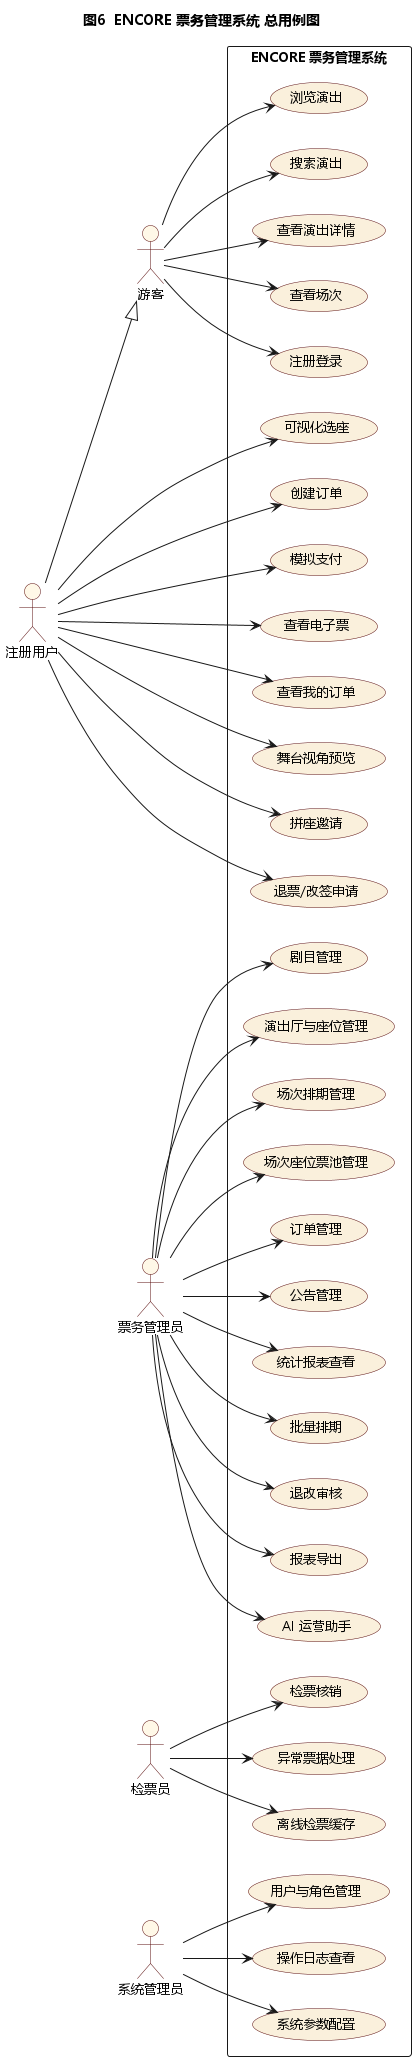 图6 ENCORE 票务管理系统 总用例图
ENCORE 票务管理系统
浏览演出
搜索演出
查看演出详情
游客
查看场次
注册登录
可视化选座
创建订单
模拟支付
查看电子票
注册用户
查看我的订单
舞台视角预览
拼座邀请
退票/改签申请
剧目管理
演出厅与座位管理
场次排期管理
场次座位票池管理
订单管理
公告管理
票务管理员
统计报表查看
批量排期
退改审核
报表导出
AI 运营助手
检票核销
异常票据处理
检票员
离线检票缓存
用户与角色管理
操作日志查看
系统管理员
系统参数配置